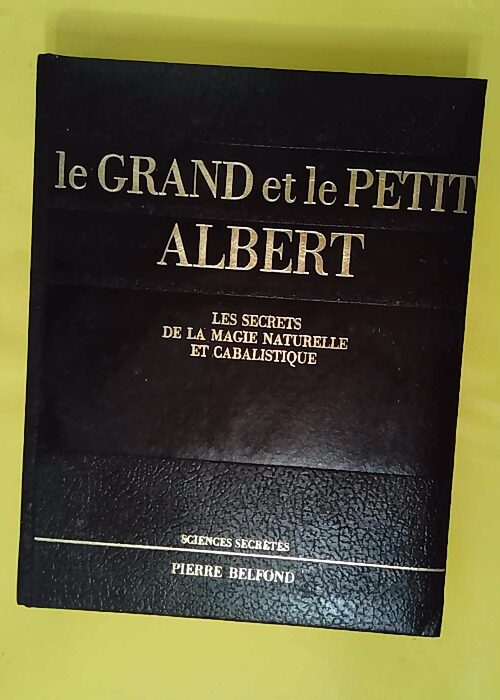 le GRAND et le PETIT
ALBERT
LES SECRETS
DE LA MAGIE NATURELLE
ET CABALISTIQUE
SCIENCES SECRÈTES
PIERRE BELFOND